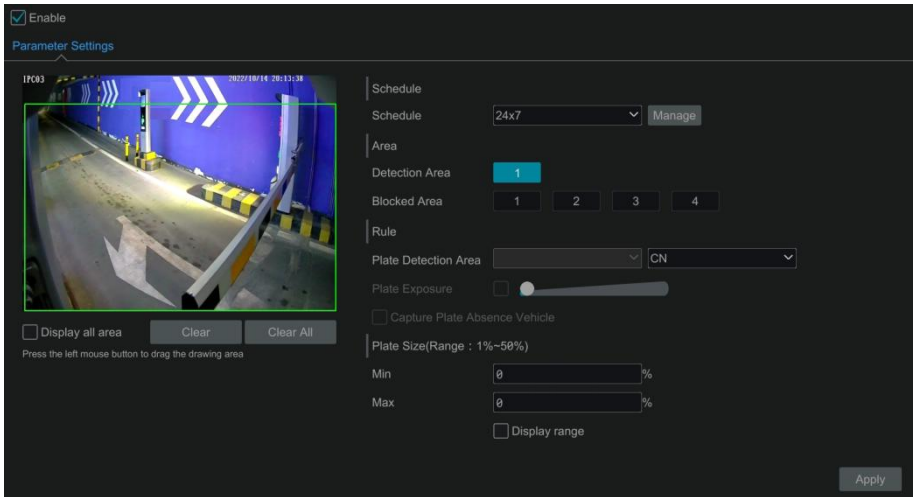 Enable
Parameter Settings
IPC03
2022/10/14 20:13:38
Display all area
Clear
Clear All
Press the left mouse button to drag the drawing area
Schedule
Schedule
24x7
Manage
Area
Detection Area
1
Blocked Area
1
2
3
4
Rule
Plate Detection Area
CN
Plate Exposure
Capture Plate Absence Vehicle
Plate Size(Range : 1%~50%)
Min
0
%
Max
0
%
Display range
Apply